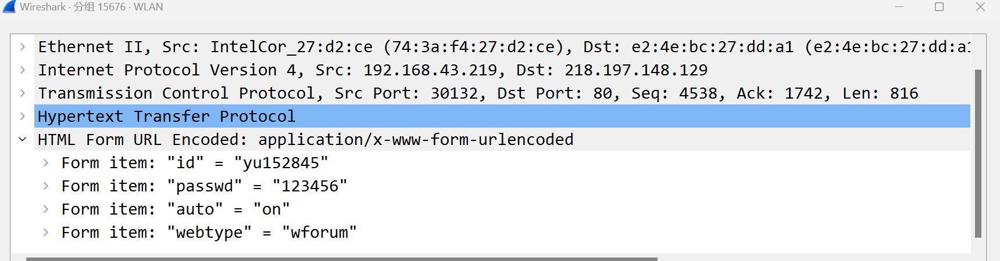 Wireshark · 分组 15676 · WLAN
Ethernet II, Src: IntelCor_27:d2:ce (74:3a:f4:27:d2:ce), Dst: e2:4e:bc:27:dd:a1 (e2:4e:bc:27:dd:a1
Internet Protocol Version 4, Src: 192.168.43.219, Dst: 218.197.148.129
Transmission Control Protocol, Src Port: 30132, Dst Port: 80, Seq: 4538, Ack: 1742, Len: 816
Hypertext Transfer Protocol
HTML Form URL Encoded: application/x-www-form-urlencoded
Form item: "id" = "yu152845"
Form item: "passwd" = "123456"
Form item: "auto" = "on"
Form item: "webtype" = "wforum"